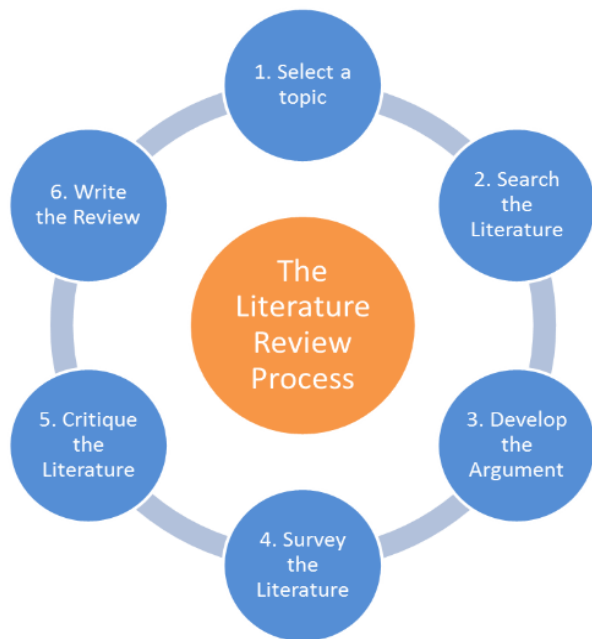 1. Select a
topic
2. Search
the
Literature
3. Develop
the
Argument
4. Survey
the
Literature
5. Critique
the
Literature
6. Write
the Review
The
Literature
Review
Process